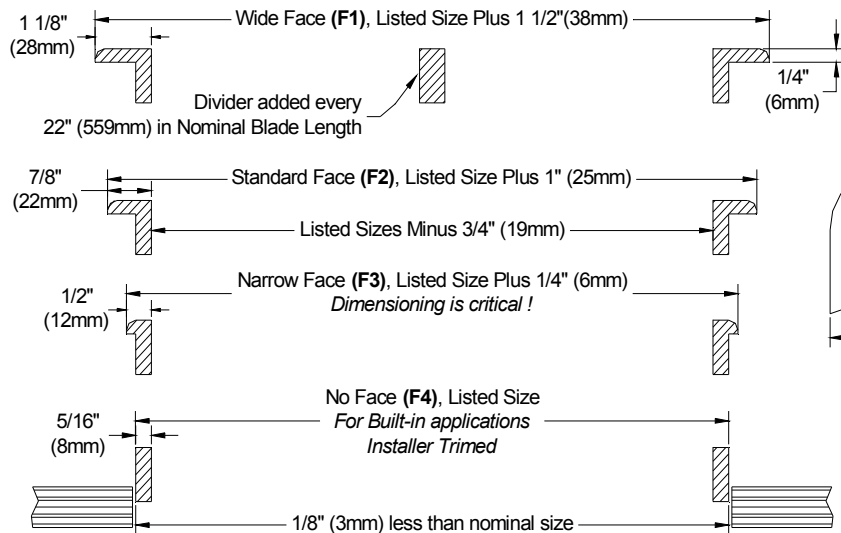 1 1/8"
(28mm)
Wide Face (F1), Listed Size Plus 1 1/2"(38mm)
1/4"
(6mm)
Divider added every
22" (559mm) in Nominal Blade Length
7/8"
(22mm)
Standard Face (F2), Listed Size Plus 1" (25mm)
Listed Sizes Minus 3/4" (19mm)
Narrow Face (F3), Listed Size Plus 1/4" (6mm)
Dimensioning is critical !
1/2"
(12mm)
No Face (F4), Listed Size
For Built-in applications
Installer Trimed
5/16"
(8mm)
1/8" (3mm) less than nominal size